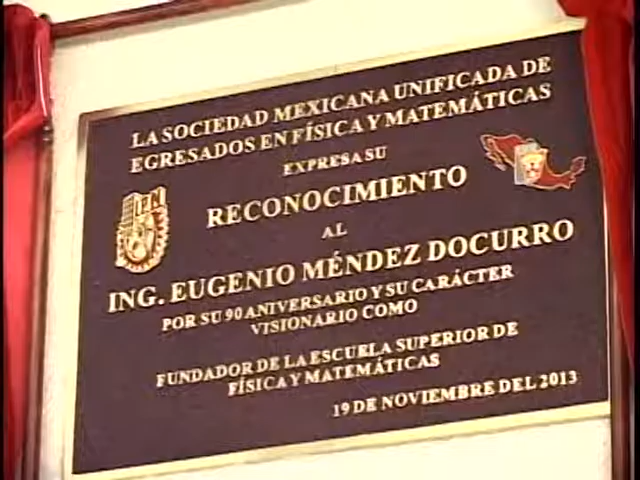 LA SOCIEDAD MEXICANA UNIFICADA DE
EGRESADOS EN FÍSICA Y MATEMÁTICAS
EXPRESA SU
RECONOCIMIENTO
AL
ING. EUGENIO MÉNDEZ DOCURRO
POR SU 90 ANIVERSARIO Y SU CARÁCTER
VISIONARIO COMO
FUNDADOR DE LA ESCUELA SUPERIOR DE
FÍSICA Y MATEMÁTICAS
19 DE NOVIEMBRE DEL 2013
IPN